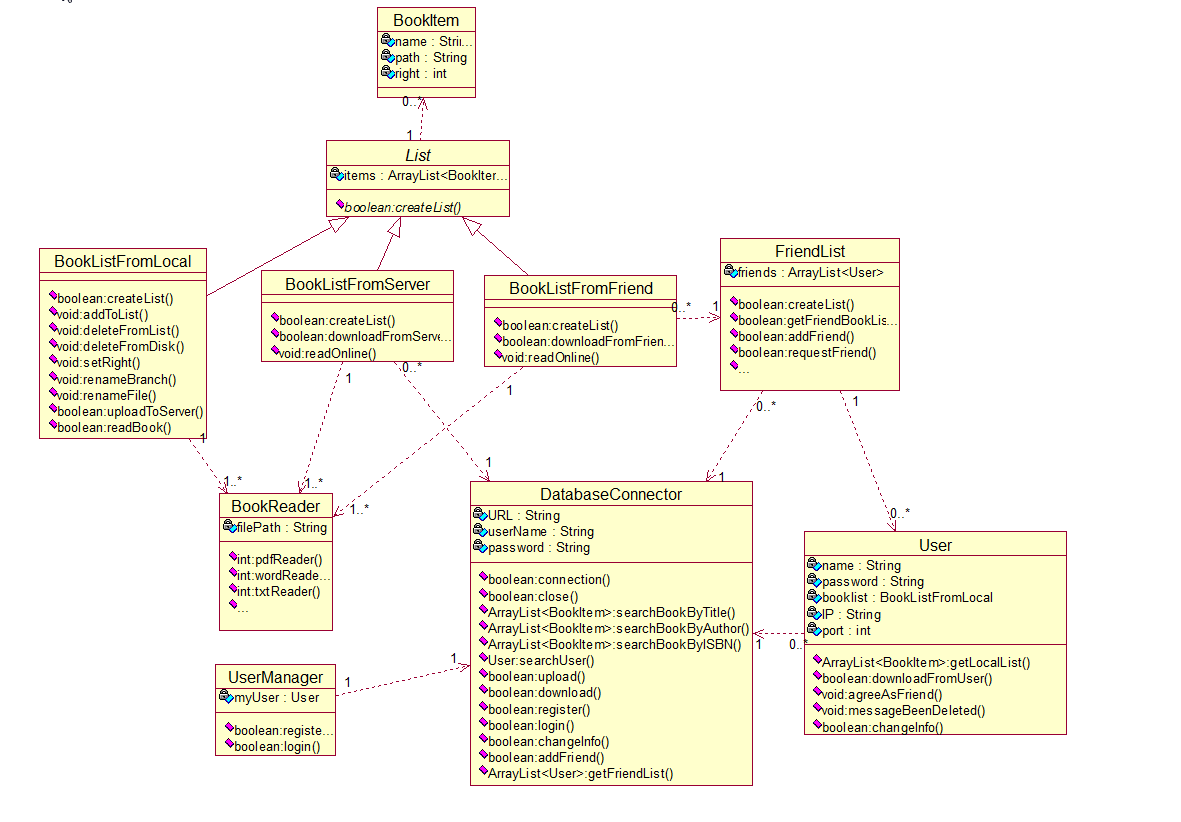 BookItem
name : Strii...
path : String
right : int
0..*
1
List
items : ArrayList<BookIter...
boolean:createList()
BookListFromLocal
boolean:createList()
void:addToList()
void:deleteFromList()
void:deleteFromDisk()
void:setRight()
void:renameBranch()
void:renameFile()
boolean:uploadToServer()
boolean:readBook()
1
BookListFromServer
boolean:createList()
boolean:downloadFromServe...
void:readOnline()
1
0..*
BookListFromFriend
boolean:createList()
boolean:downloadFromFrien...
void:readOnline()
1
0..*
1
FriendList
friends : ArrayList<User>
boolean:createList()
boolean:getFriendBookLis...
boolean:addFriend()
boolean:requestFriend()
...
0..*
1
1..*
1..*
1..*
1
1
0..*
BookReader
filePath : String
int:pdfReader()
int:wordReade...
int:txtReader()
...
DatabaseConnector
URL : String
userName : String
password : String
boolean:connection()
boolean:close()
ArrayList<BookItem>:searchBookByTitle()
ArrayList<BookItem>:searchBookByAuthor()
ArrayList<BookItem>:searchBookByISBN()
User:searchUser()
boolean:upload()
boolean:download()
boolean:register()
boolean:login()
boolean:changeInfo()
boolean:addFriend()
ArrayList<User>:getFriendList()
User
name : String
password : String
booklist : BookListFromLocal
IP : String
port : int
ArrayList<BookItem>:getLocalList()
boolean:downloadFromUser()
void:agreeAsFriend()
void:messageBeenDeleted()
boolean:changeInfo()
1
0..*
UserManager
myUser : User
boolean:registe...
boolean:login()
1
1